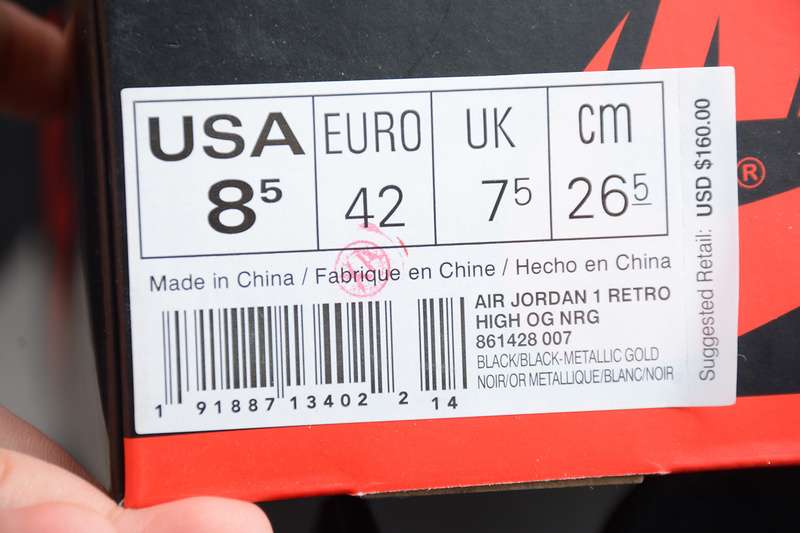 USA EURO UK cm
8⁵ 42 7⁵ 26⁵
Made in China / Fabrique en Chine / Hecho en China
AIR JORDAN 1 RETRO
HIGH OG NRG
861428 007
BLACK/BLACK-METALLIC GOLD
NOIR/OR METALLIQUE/BLANC/NOIR
1 91887 13402 2 14
Suggested Retail: USD $160.00
®